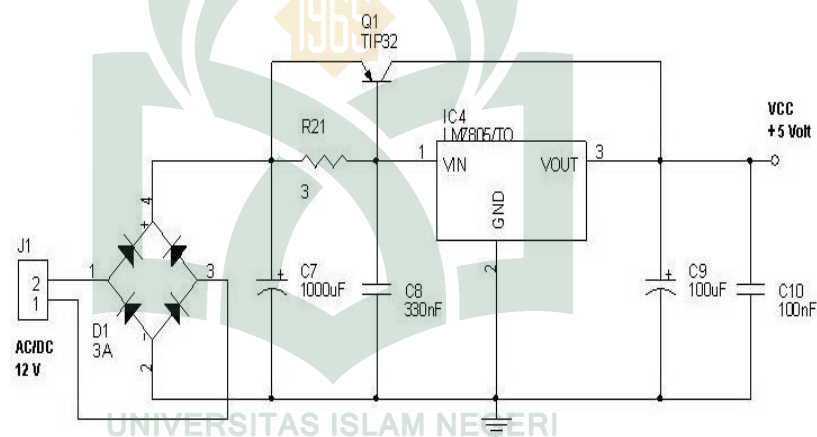 1965
Q1
TIP32
R21
3
IC4
LM7805/TO
VCC
+5 Volt
1
VIN
VOUT
3
GND
2
4
+
J1
2
1
1
3
D1
3A
-
2
AC/DC
12 V
+
C7
1000uF
C8
330nF
+
C9
100uF
C10
100nF
UNIVERSITAS ISLAM NEGERI